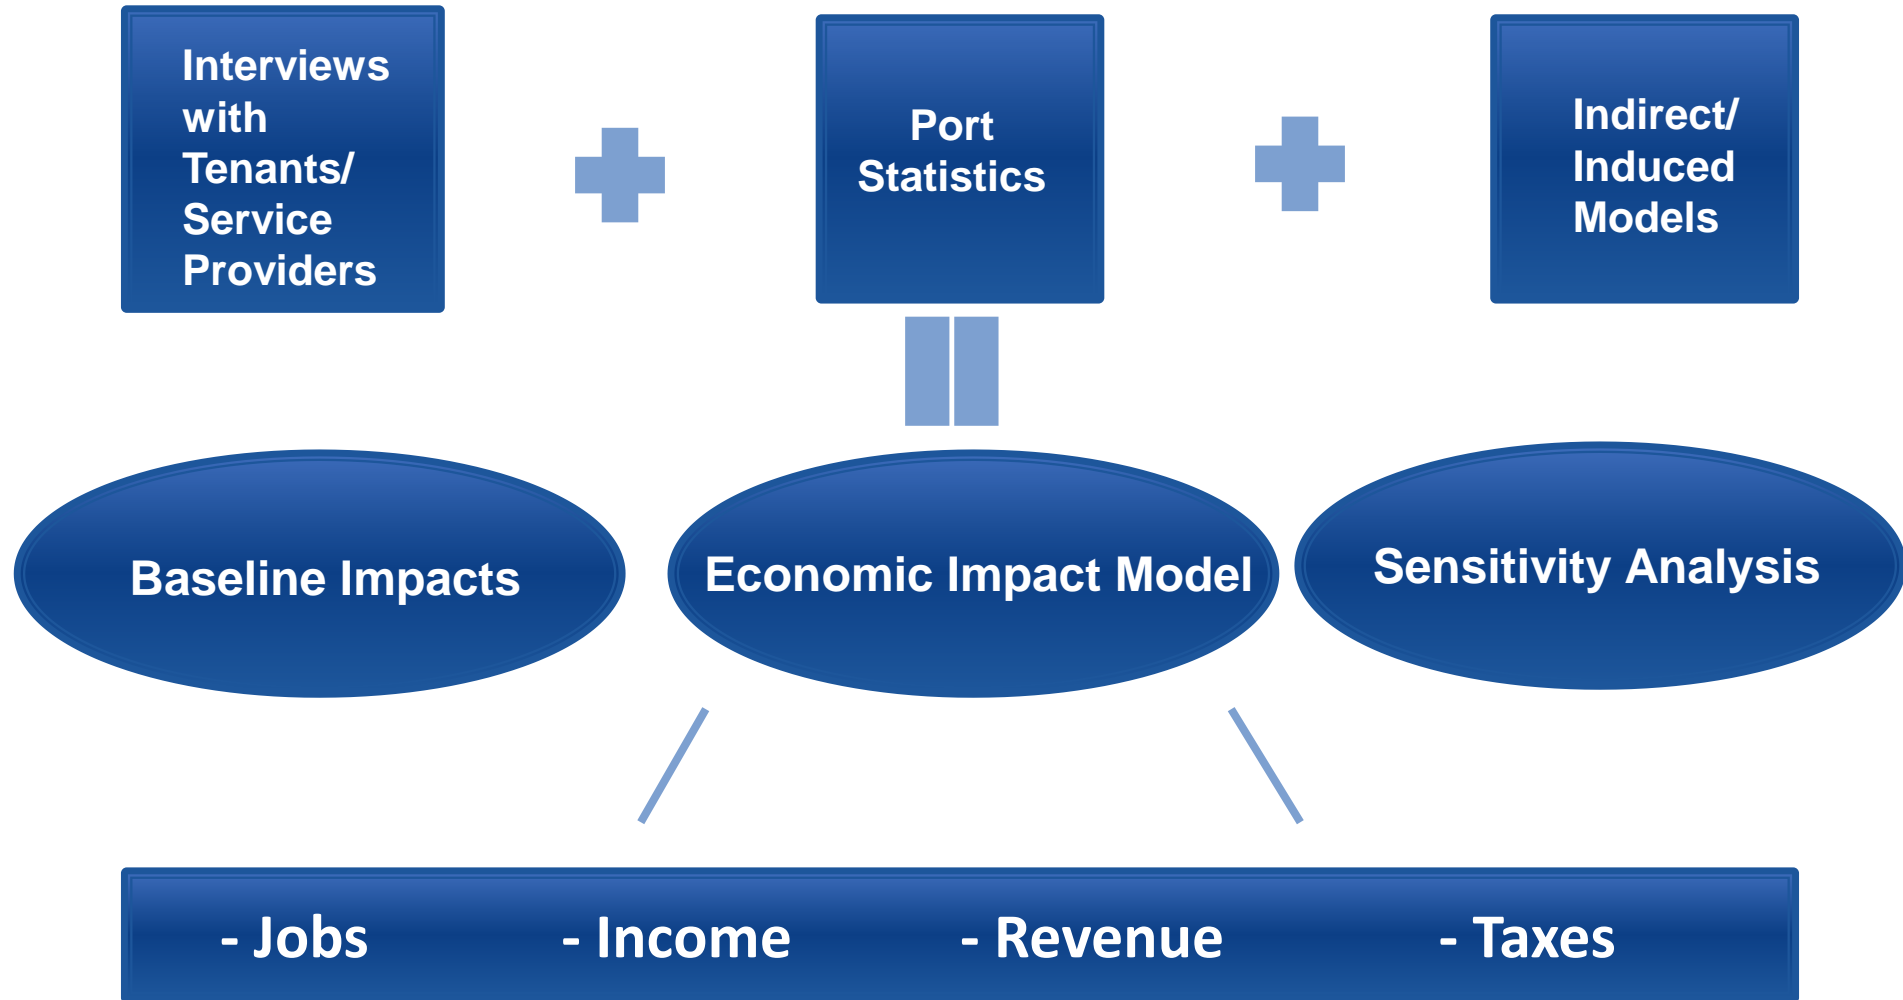 Interviews
with
Tenants/
Service
Providers
Port
Statistics
Indirect/
Induced
Models
Baseline Impacts
Economic Impact Model
Sensitivity Analysis
- Jobs - Income - Revenue - Taxes